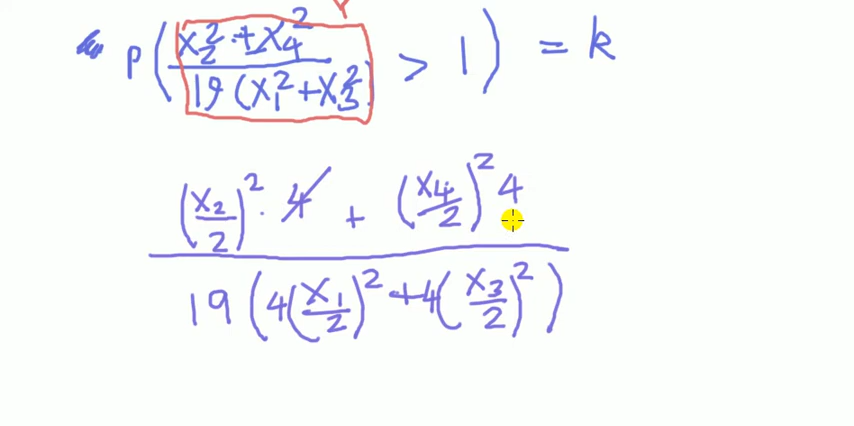 P( (X₂² + X₄²) / (19 (X₁² + X₃²)) > 1 ) = k
( (X₂/2)² · 4 + (X₄/2)² 4 ) / ( 19 ( 4(X₁/2)² + 4(X₃/2)² ) )